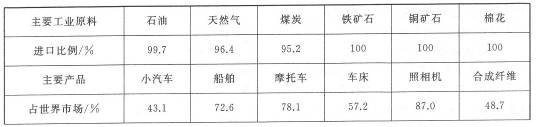 主要工业原料 石油 天然气 煤炭 铁矿石 铜矿石 棉花
进口比例/% 99.7 96.4 95.2 100 100 100
主要产品 小汽车 船舶 摩托车 车床 照相机 合成纤维
占世界市场/% 43.1 72.6 78.1 57.2 87.0 48.7